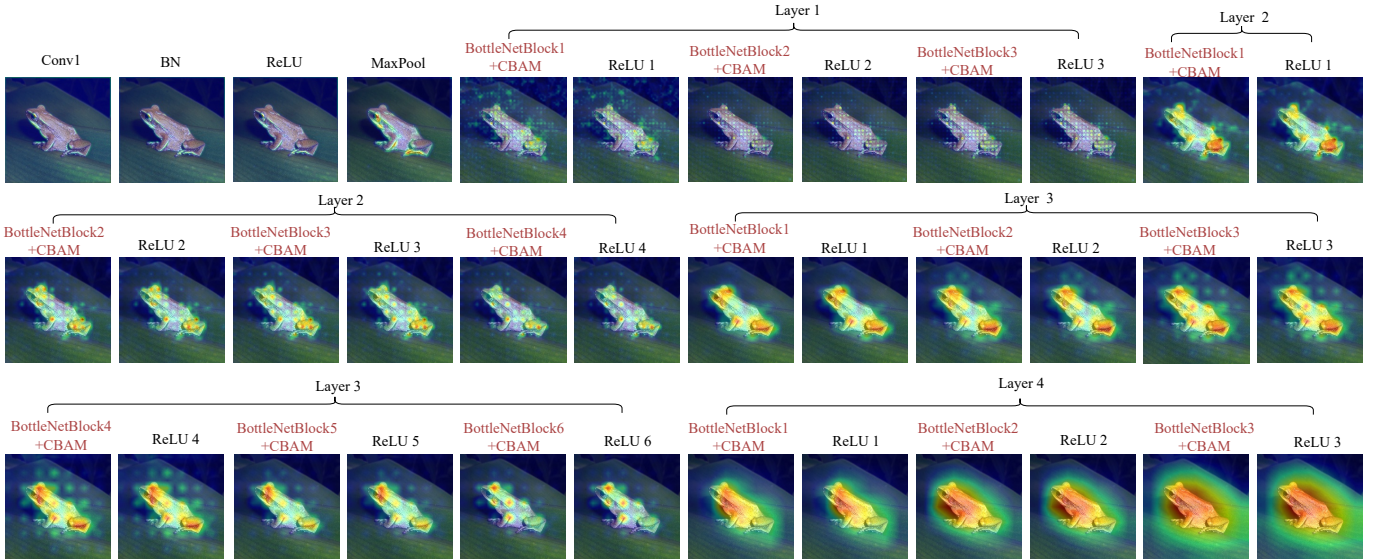 Layer 1
Layer 2
Conv1
BN
ReLU
MaxPool
BottleNetBlock1
+CBAM
ReLU 1
BottleNetBlock2
+CBAM
ReLU 2
BottleNetBlock3
+CBAM
ReLU 3
BottleNetBlock1
+CBAM
ReLU 1
Layer 2
Layer 3
BottleNetBlock2
+CBAM
ReLU 2
BottleNetBlock3
+CBAM
ReLU 3
BottleNetBlock4
+CBAM
ReLU 4
BottleNetBlock1
+CBAM
ReLU 1
BottleNetBlock2
+CBAM
ReLU 2
BottleNetBlock3
+CBAM
ReLU 3
Layer 3
Layer 4
BottleNetBlock4
+CBAM
ReLU 4
BottleNetBlock5
+CBAM
ReLU 5
BottleNetBlock6
+CBAM
ReLU 6
BottleNetBlock1
+CBAM
ReLU 1
BottleNetBlock2
+CBAM
ReLU 2
BottleNetBlock3
+CBAM
ReLU 3